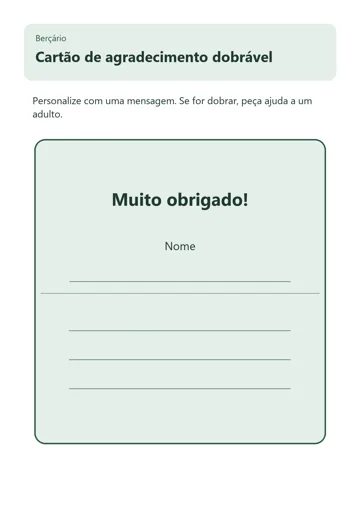 Berçário
Cartão de agradecimento dobrável
Personalize com uma mensagem. Se for dobrar, peça ajuda a um
adulto.
Muito obrigado!
Nome